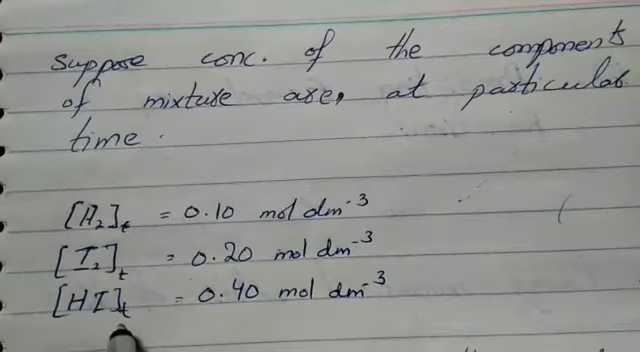 Suppose conc. of the components
of mixture are, at particular
time.
[H₂]ₜ = 0.10 mol dm⁻³
[I₂]ₜ = 0.20 mol dm⁻³
[HI]ₜ = 0.40 mol dm⁻³